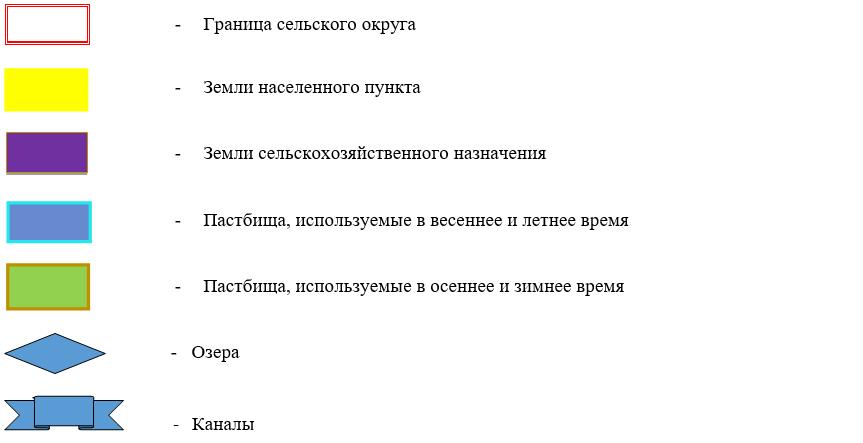 - Граница сельского округа
- Земли населенного пункта
- Земли сельскохозяйственного назначения
- Пастбища, используемые в весеннее и летнее время
- Пастбища, используемые в осеннее и зимнее время
- Озера
- Каналы